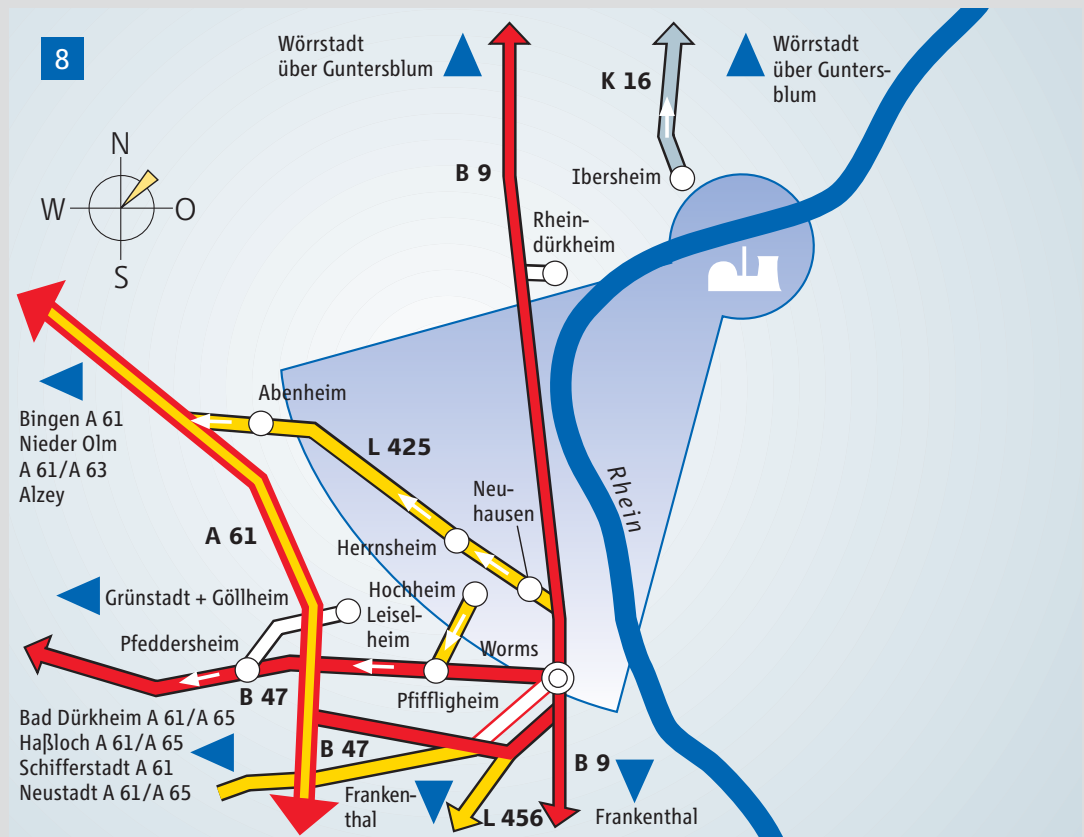 8
Wörrstadt
über Guntersblum
K 16
Wörrstadt
über Gunters-
blum
N
W
O
S
B 9
Ibersheim
Rhein-
dürkheim
Abenheim
Bingen A 61
Nieder Olm
A 61/A 63
Alzey
L 425
Rhein
Neu-
hausen
A 61
Herrnsheim
Grünstadt + Göllheim
Hochheim
Leisel-
heim
Pfeddersheim
Worms
B 47
Pfiffligheim
Bad Dürkheim A 61/A 65
Haßloch A 61/A 65
Schifferstadt A 61
Neustadt A 61/A 65
B 47
B 9
Franken-
thal
L 456
Frankenthal